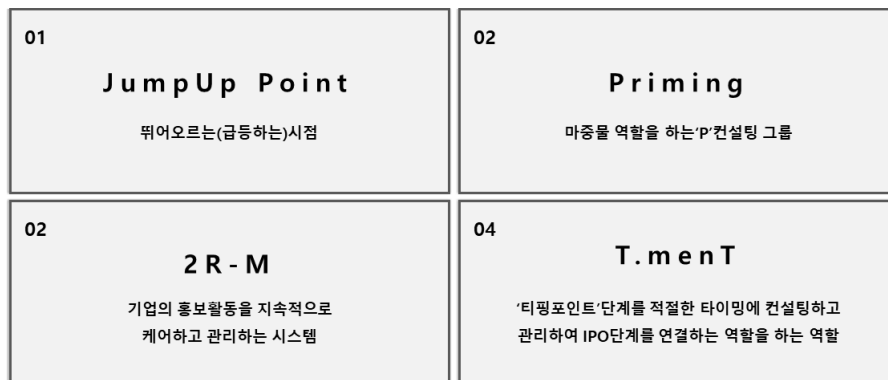 01
JumpUp Point
뛰어오르는(급등하는)시점
02
Priming
마중물 역할을 하는‘P’컨설팅 그룹
02
2R-M
기업의 홍보활동을 지속적으로
케어하고 관리하는 시스템
04
T.menT
‘티핑포인트’단계를 적절한 타이밍에 컨설팅하고
관리하여 IPO단계를 연결하는 역할을 하는 역할